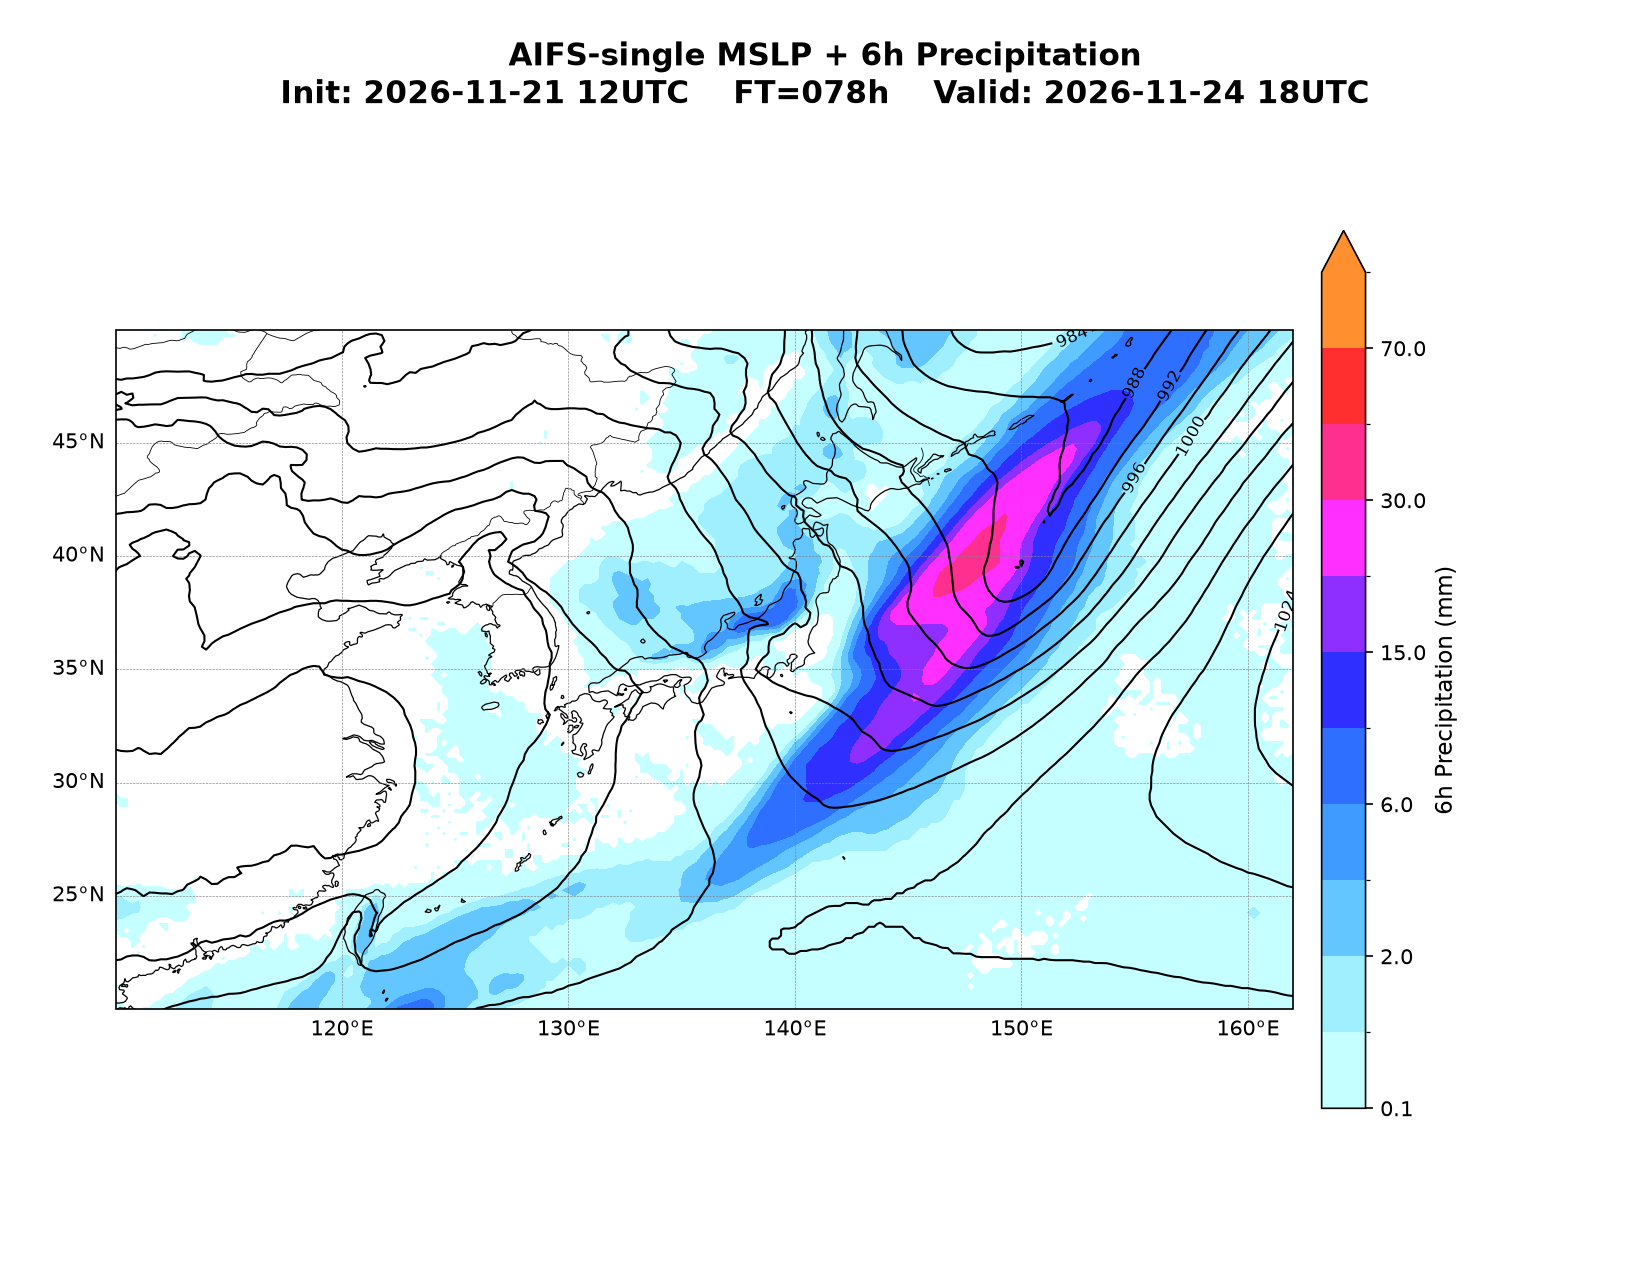 AIFS-single MSLP + 6h Precipitation
Init: 2026-11-21 12UTC    FT=078h    Valid: 2026-11-24 18UTC
984
988
992
1000
996
1024
45°N
40°N
35°N
30°N
25°N
120°E
130°E
140°E
150°E
160°E
70.0
30.0
15.0
6.0
2.0
0.1
6h Precipitation (mm)